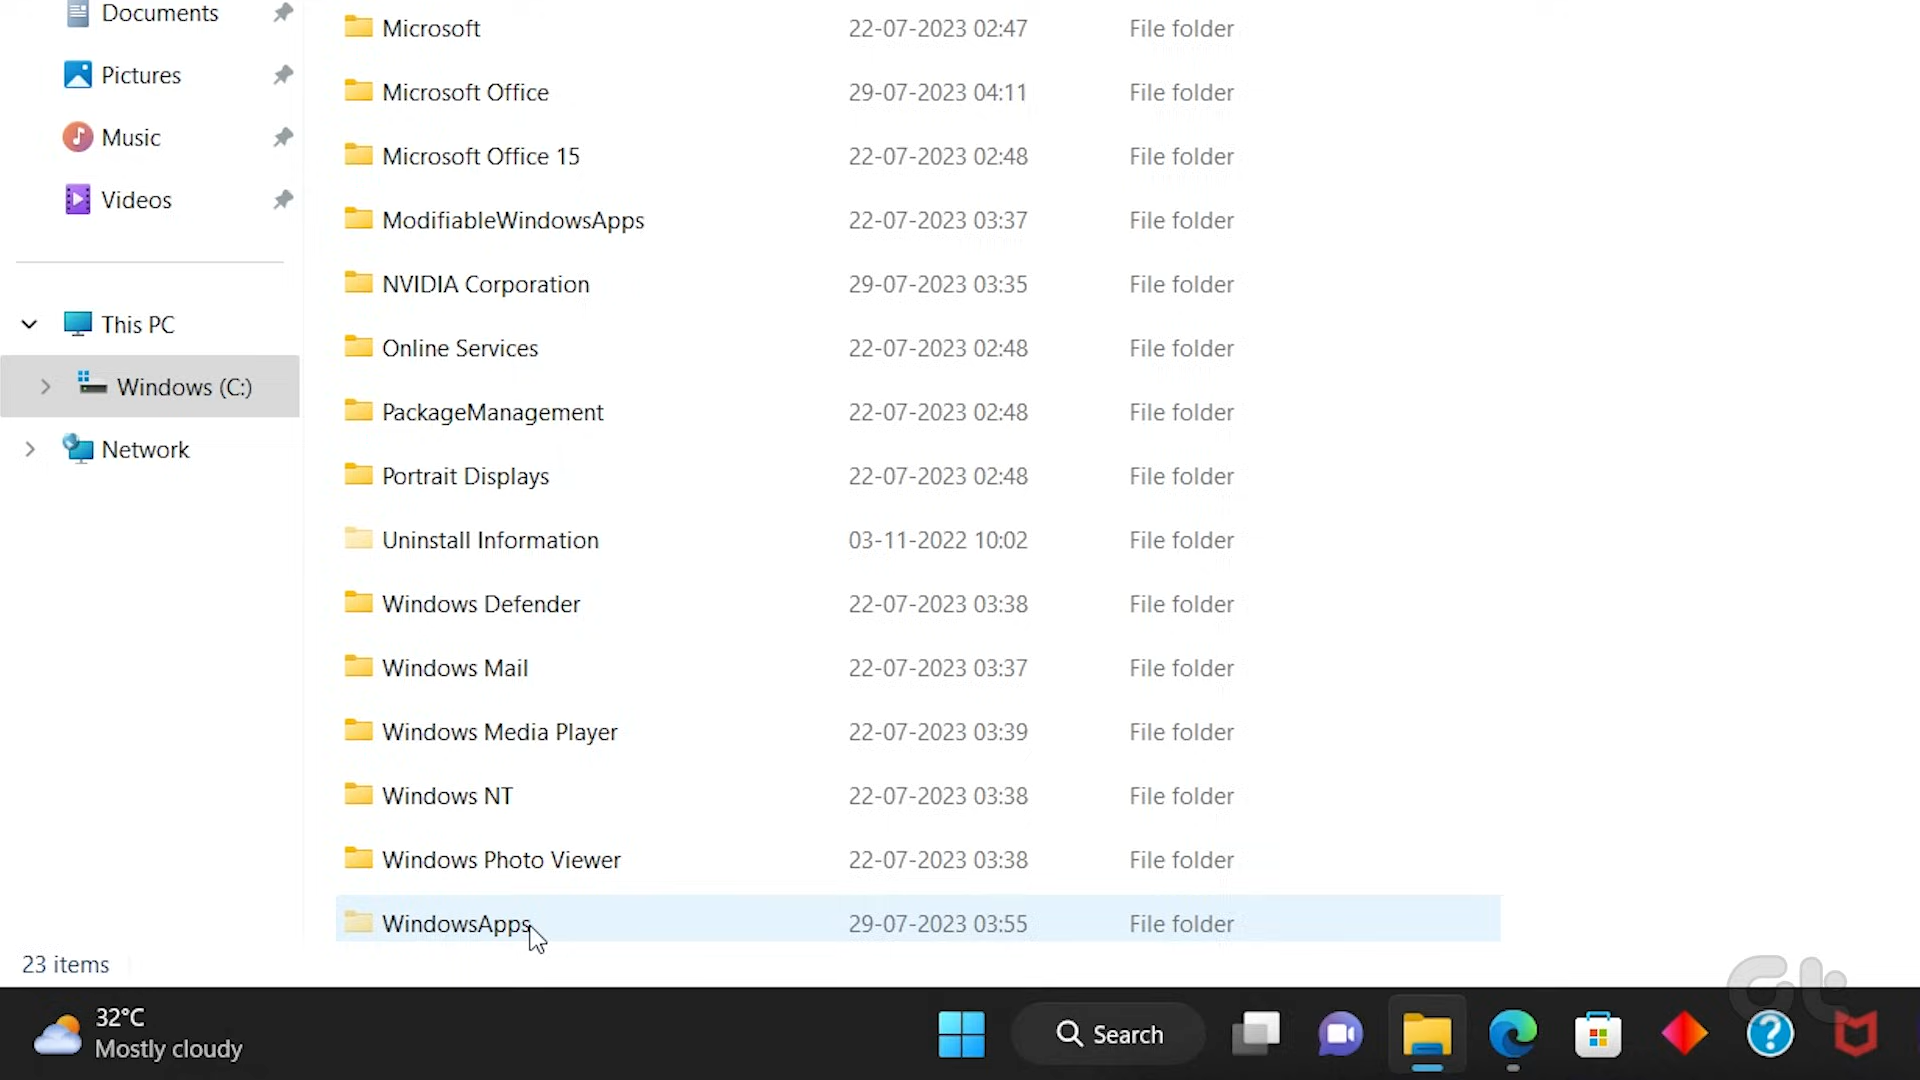 Documents
Pictures
Music
Videos
This PC
Windows (C:)
Network
Microsoft 22-07-2023 02:47 File folder
Microsoft Office 29-07-2023 04:11 File folder
Microsoft Office 15 22-07-2023 02:48 File folder
ModifiableWindowsApps 22-07-2023 03:37 File folder
NVIDIA Corporation 29-07-2023 03:35 File folder
Online Services 22-07-2023 02:48 File folder
PackageManagement 22-07-2023 02:48 File folder
Portrait Displays 22-07-2023 02:48 File folder
Uninstall Information 03-11-2022 10:02 File folder
Windows Defender 22-07-2023 03:38 File folder
Windows Mail 22-07-2023 03:37 File folder
Windows Media Player 22-07-2023 03:39 File folder
Windows NT 22-07-2023 03:38 File folder
Windows Photo Viewer 22-07-2023 03:38 File folder
WindowsApps 29-07-2023 03:55 File folder
23 items
32°C
Mostly cloudy
Search
Gt